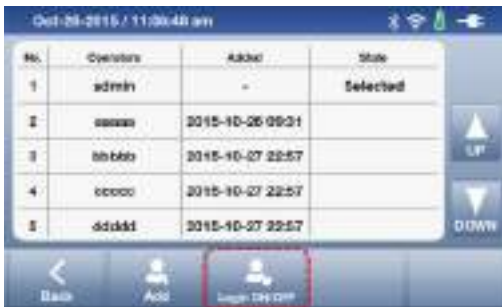 Oct-28-2015 / 11:08:48 am
No. Operators Added State
1 admin - Selected
2 aaaaa 2015-10-26 09:31
3 bbbbb 2015-10-27 22:57
4 ccccc 2015-10-27 22:57
5 ddddd 2015-10-27 22:57
UP
DOWN
Back Add Login ON/OFF